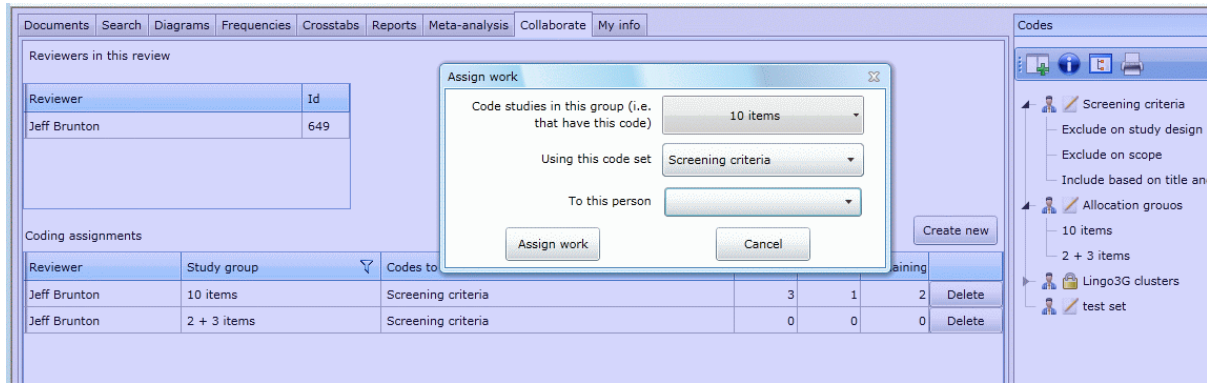 Documents Search Diagrams Frequencies Crosstabs Reports Meta-analysis Collaborate My info
Reviewers in this review
Reviewer Id
Jeff Brunton 649
Assign work
Code studies in this group (i.e.
that have this code)
10 items
Using this code set Screening criteria
To this person
Assign work Cancel
Coding assignments
Create new
Reviewer Study group Codes to aining
Jeff Brunton 10 items Screening criteria 3 1 2 Delete
Jeff Brunton 2 + 3 items Screening criteria 0 0 0 Delete
Codes
Screening criteria
Exclude on study design
Exclude on scope
Include based on title an
Allocation gruoos
10 items
2 + 3 items
Lingo3G clusters
test set